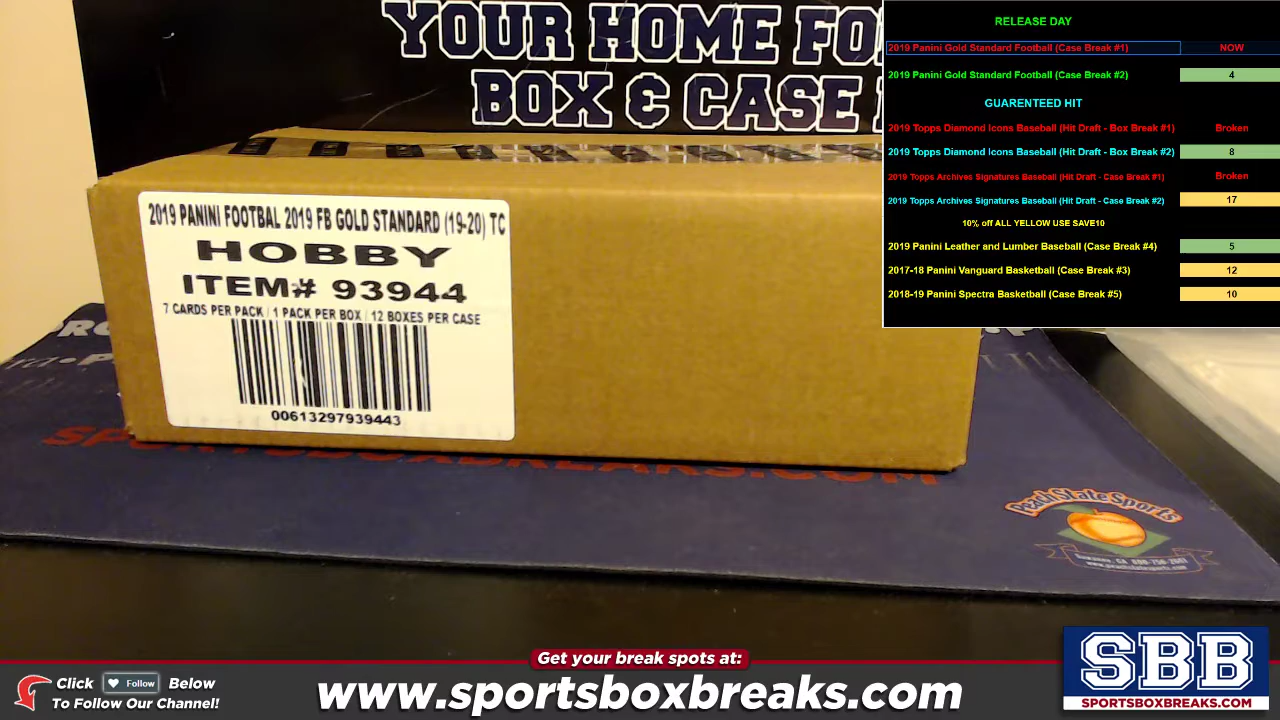 YOUR HOME FO
BOX & CASE
2019 PANINI FOOTBAL 2019 FB GOLD STANDARD (19-20) TC
HOBBY
ITEM# 93944
7 CARDS PER PACK / 1 PACK PER BOX / 12 BOXES PER CASE
00613297939443
SPORTSBOXBREAKS.COM
Peach State Sports
RELEASE DAY
2019 Panini Gold Standard Football (Case Break #1) NOW
2019 Panini Gold Standard Football (Case Break #2) 4
GUARENTEED HIT
2019 Topps Diamond Icons Baseball (Hit Draft - Box Break #1) Broken
2019 Topps Diamond Icons Baseball (Hit Draft - Box Break #2) 8
2019 Topps Archives Signatures Baseball (Hit Draft - Case Break #1) Broken
2019 Topps Archives Signatures Baseball (Hit Draft - Case Break #2) 17
10% off ALL YELLOW USE SAVE10
2019 Panini Leather and Lumber Baseball (Case Break #4) 5
2017-18 Panini Vanguard Basketball (Case Break #3) 12
2018-19 Panini Spectra Basketball (Case Break #5) 10
Get your break spots at:
Click Follow Below
To Follow Our Channel!
www.sportsboxbreaks.com
SBB
SPORTSBOXBREAKS.COM